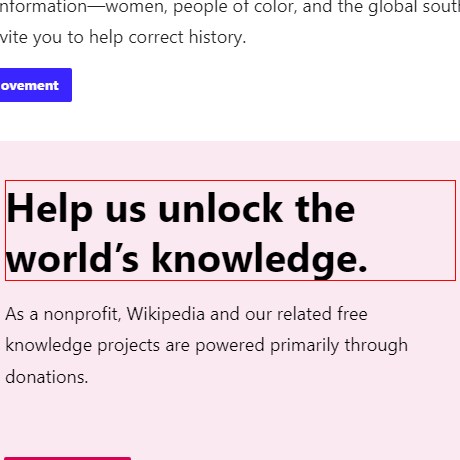 nformation—women, people of color, and the global
vite you to help correct history.
ovement
Help us unlock the
world’s knowledge.
As a nonprofit, Wikipedia and our related free
knowledge projects are powered primarily through
donations.